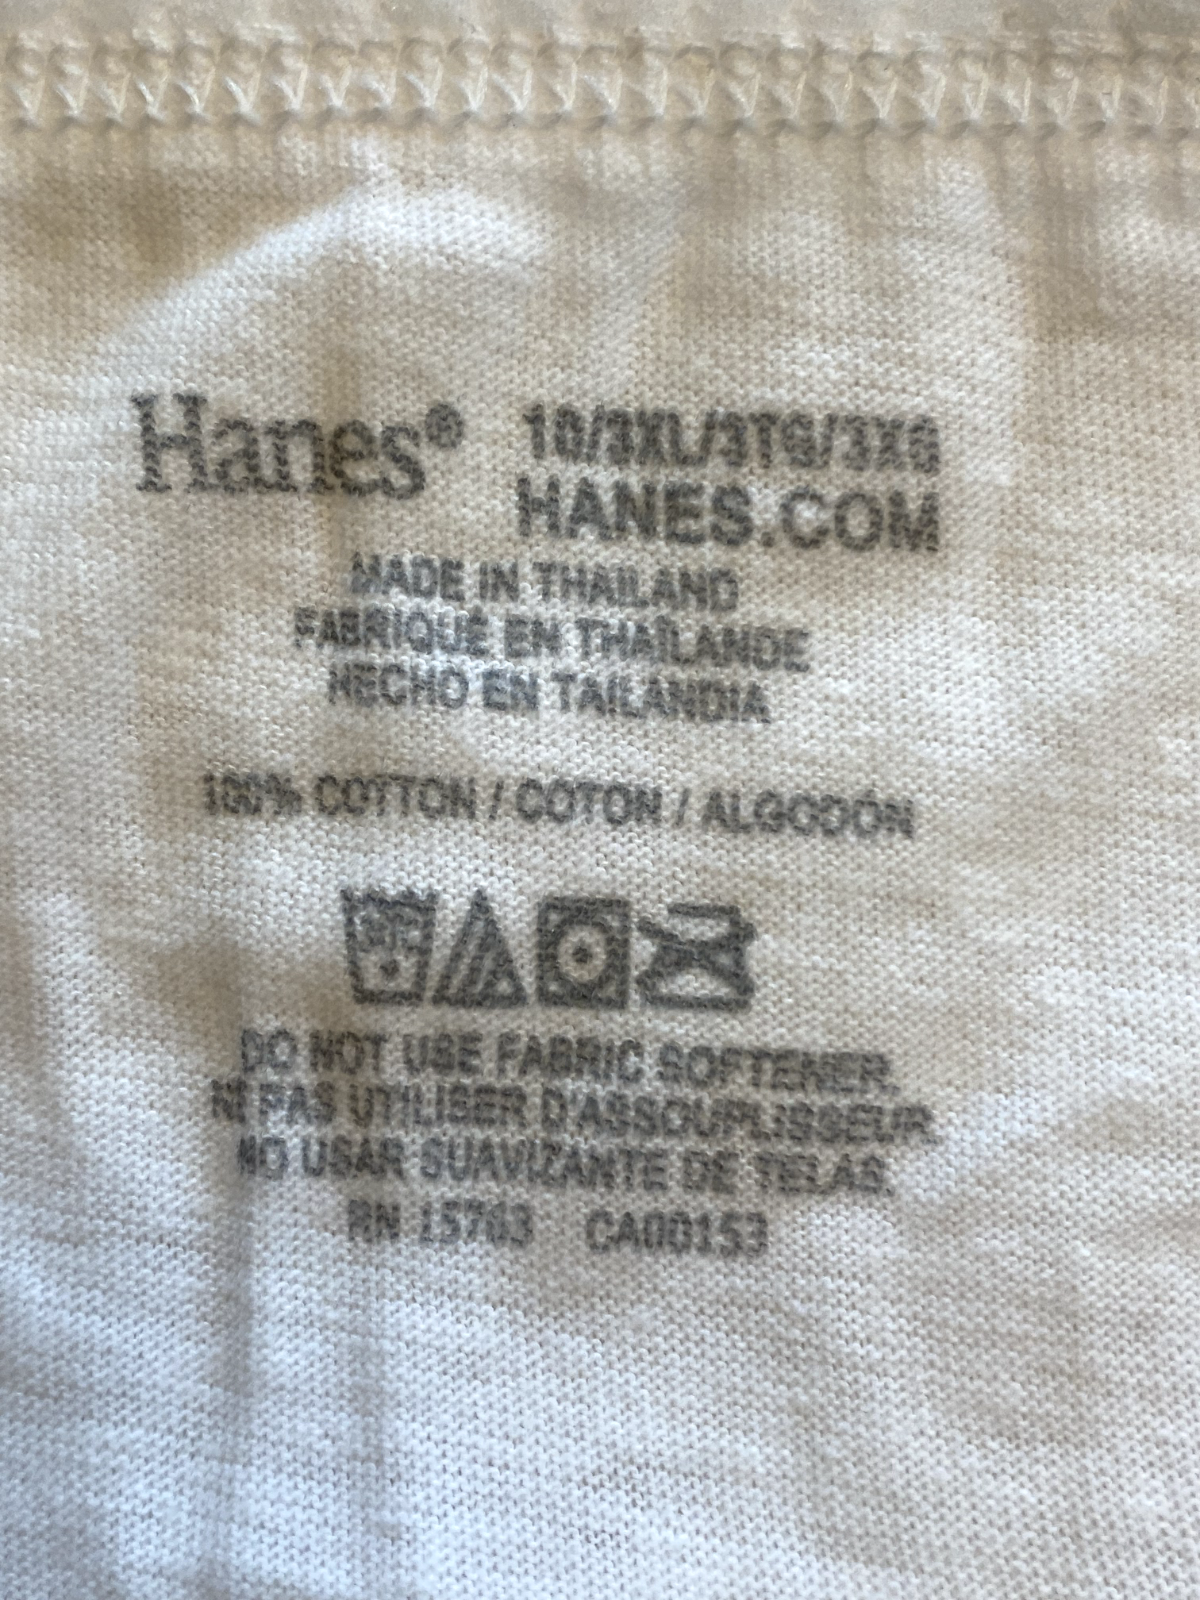 Hanes® 10/3XL/3TG/3XG
HANES.COM
MADE IN THAILAND
FABRIQUÉ EN THAÏLANDE
HECHO EN TAILANDIA
100% COTTON / COTON / ALGODÓN
DO NOT USE FABRIC SOFTENER.
NE PAS UTILISER D'ASSOUPLISSEUR.
NO USAR SUAVIZANTE DE TELAS.
RN 15763 CA00153